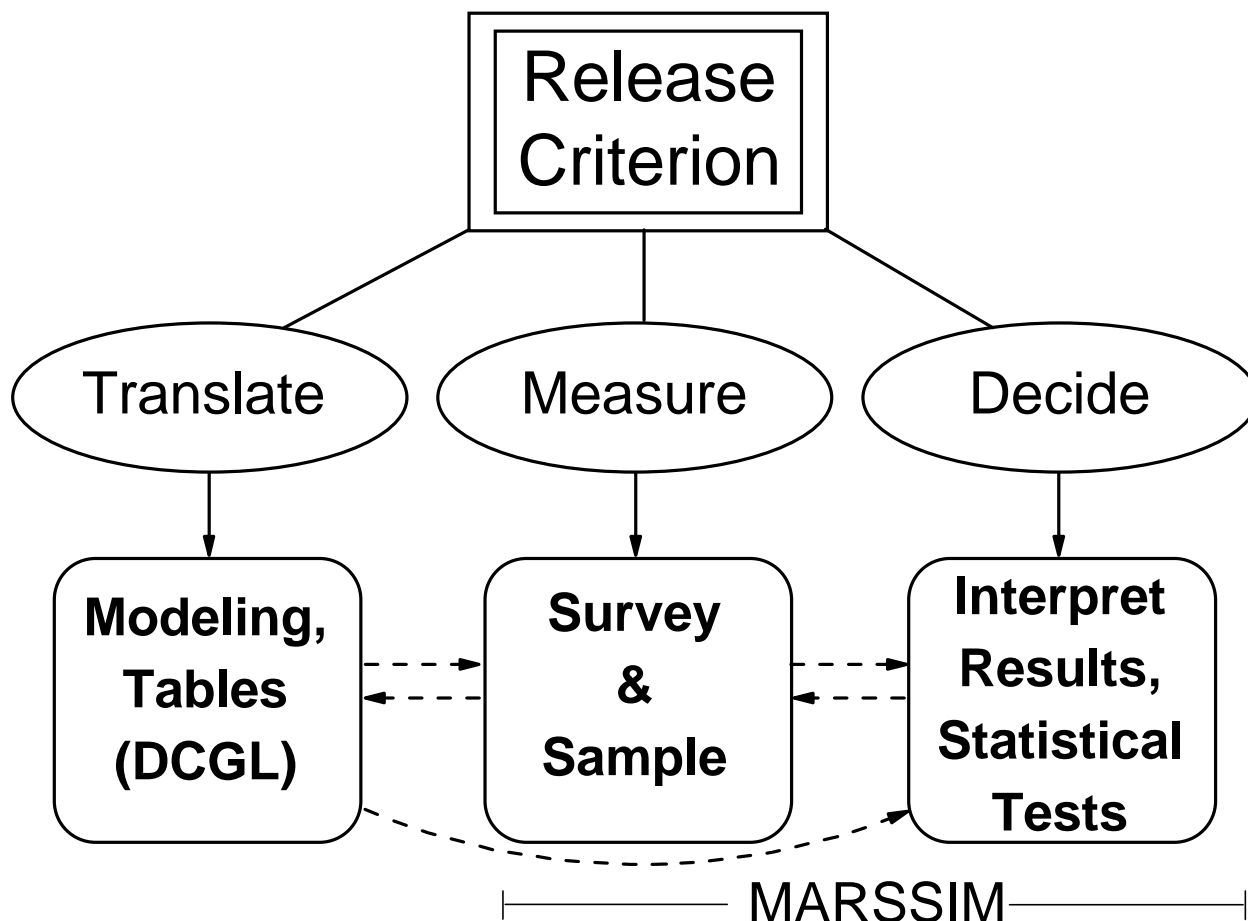 Release
Criterion
Translate
Measure
Decide
Modeling,
Tables
(DCGL)
Survey
&
Sample
Interpret
Results,
Statistical
Tests
MARSSIM